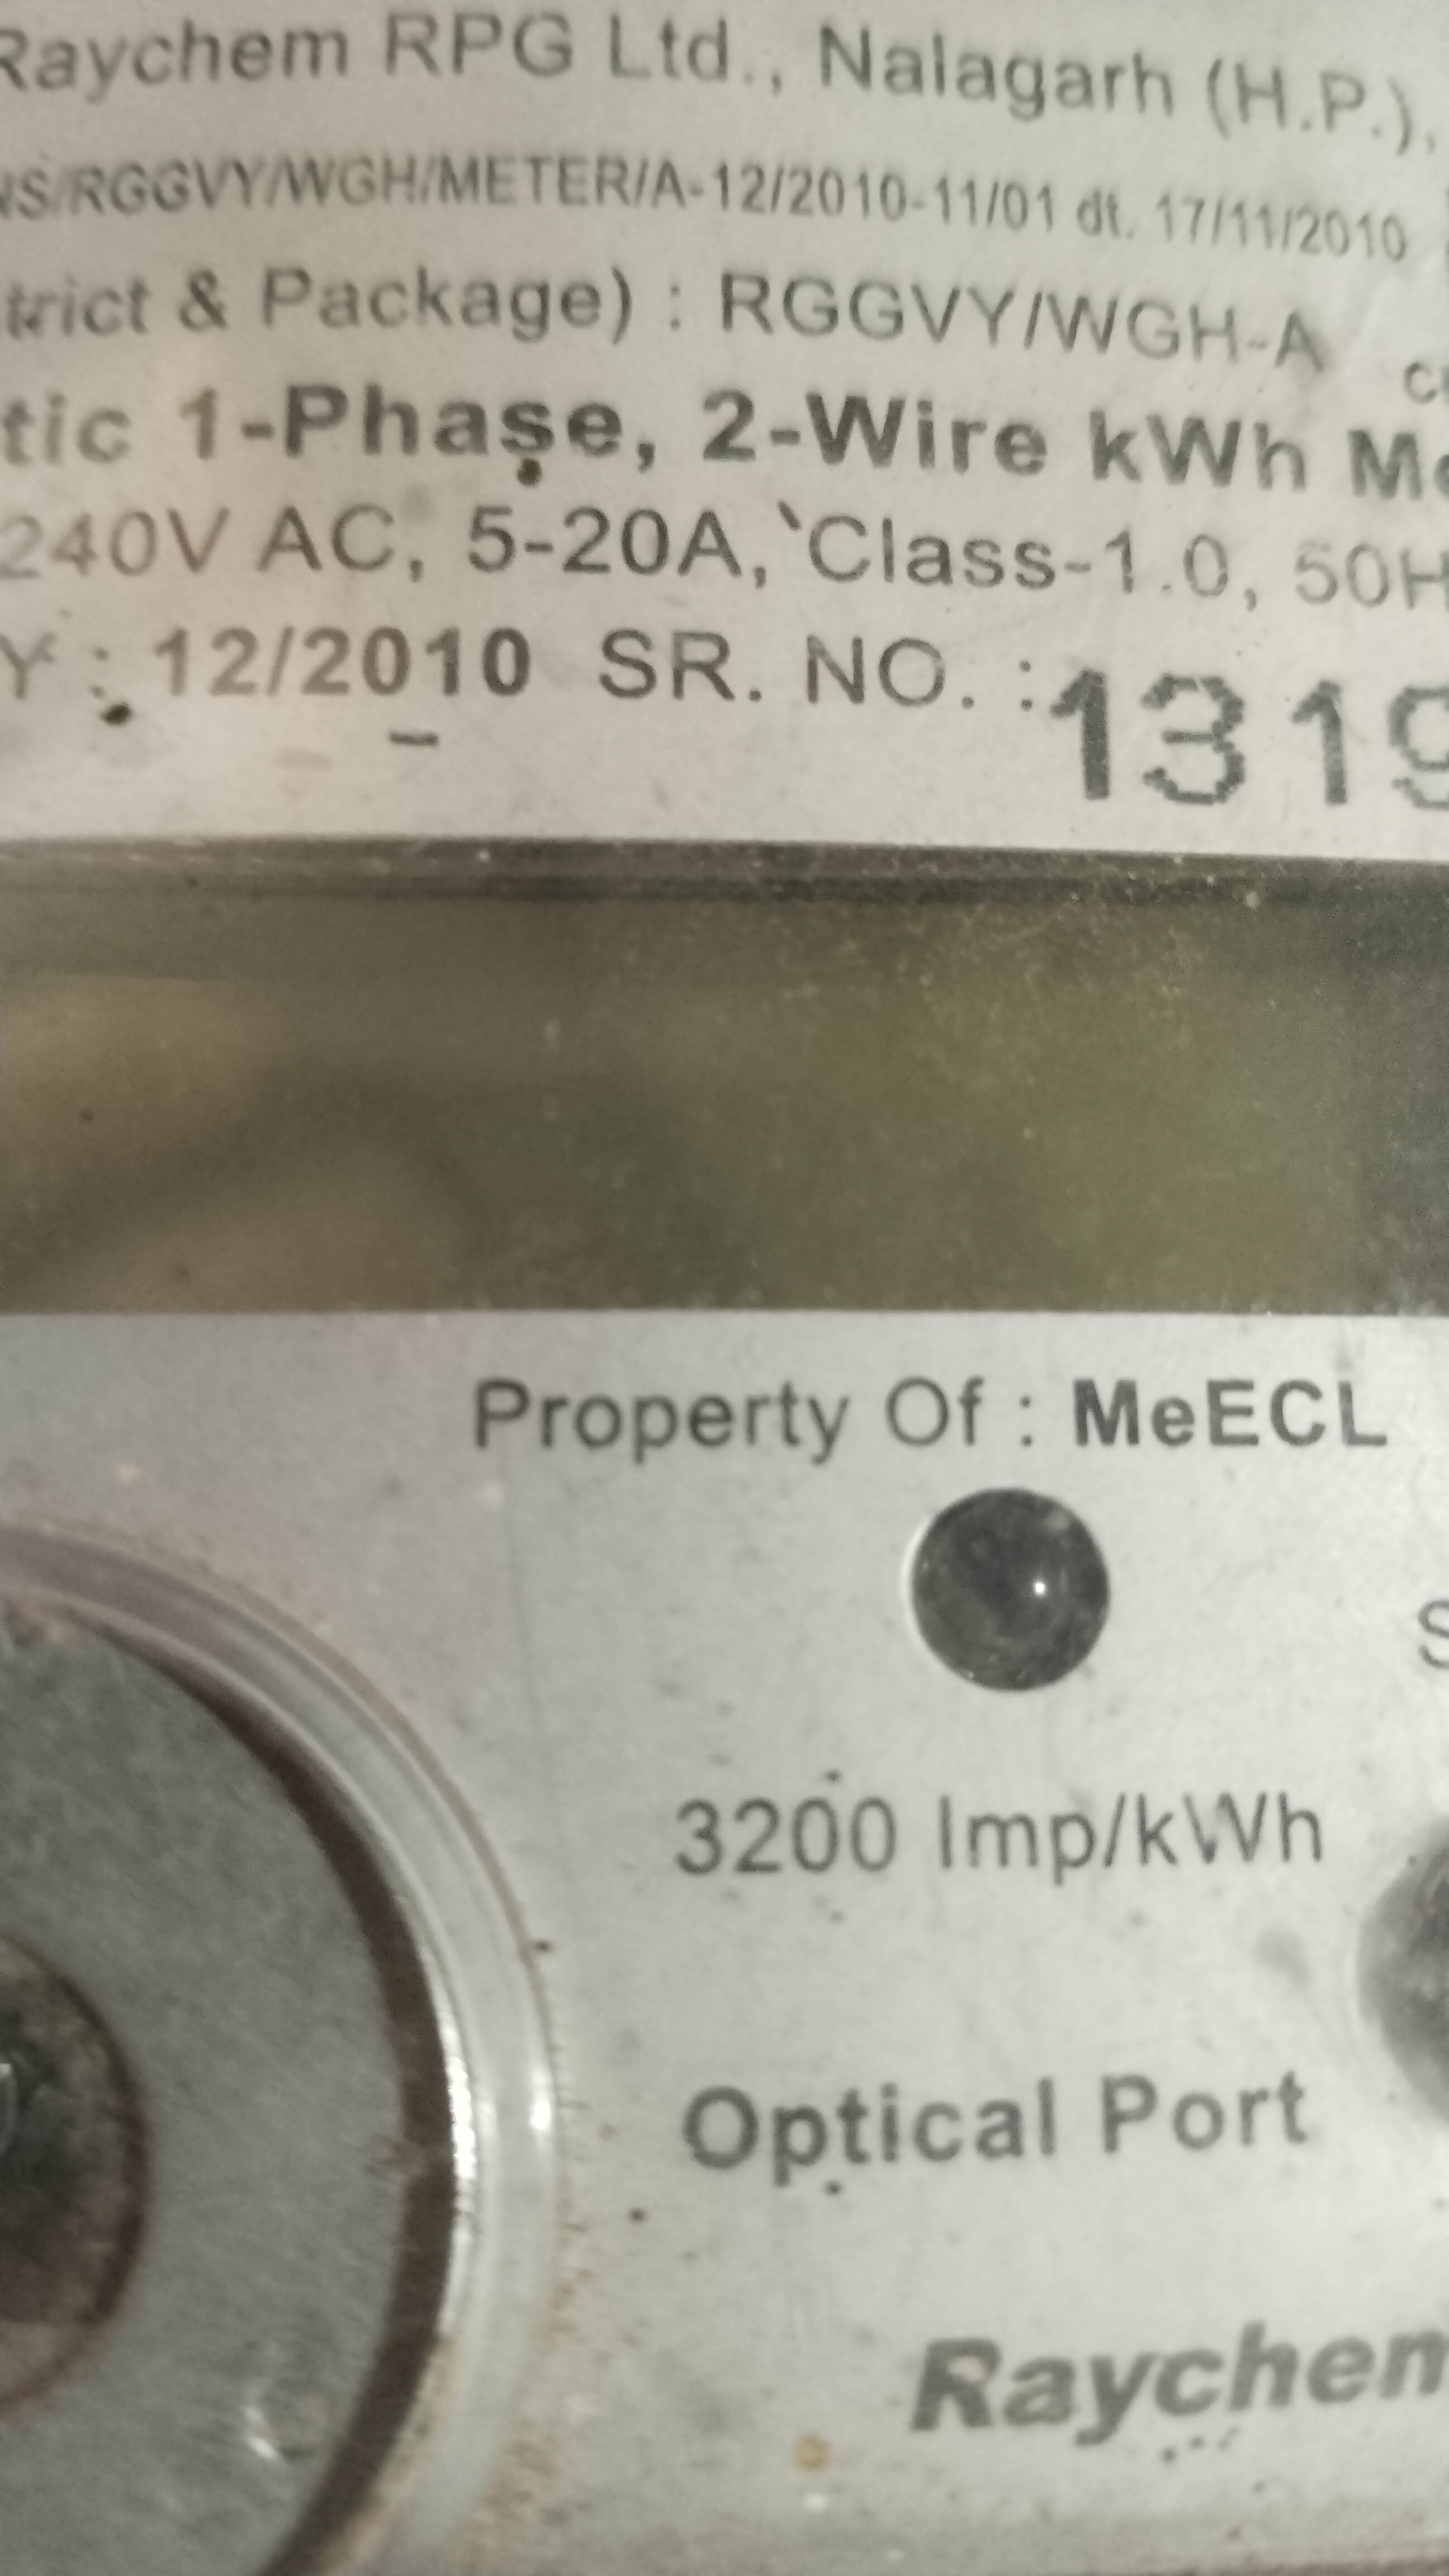 Raychem RPG Ltd., Nalagarh (H.P.),
NS/RGGVY/WGH/METER/A-12/2010-11/01 dt. 17/11/2010
trict & Package) : RGGVY/WGH-A
tic 1-Phase, 2-Wire kWh Me
240V AC, 5-20A, Class-1.0, 50H
Y : 12/2010 SR. NO. : 1319
Property Of : MeECL
3200 Imp/kWh
Optical Port
Raychem